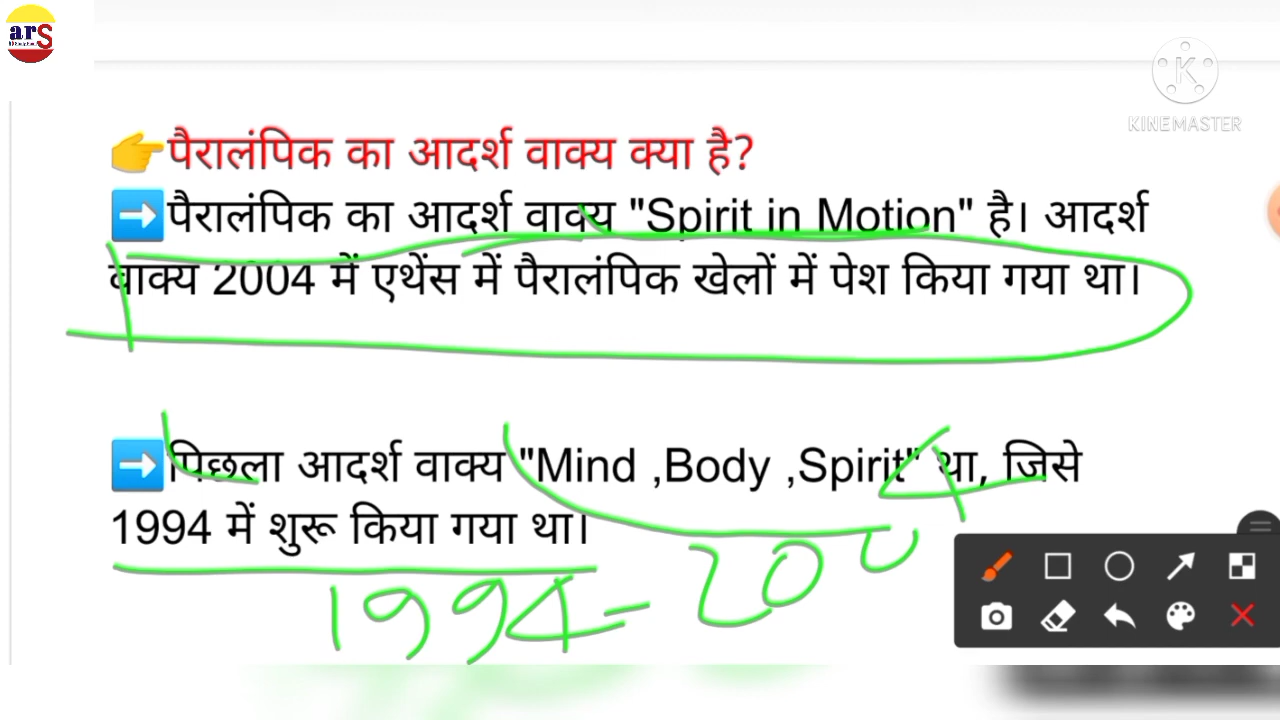 arS
KINEMASTER
👉पैरालंपिक का आदर्श वाक्य क्या है?
➡पैरालंपिक का आदर्श वाक्य "Spirit in Motion" है। आदर्श
वाक्य 2004 में एथेंस में पैरालंपिक खेलों में पेश किया गया था।
➡पिछला आदर्श वाक्य "Mind ,Body ,Spirit" था, जिसे
1994 में शुरू किया गया था।
1994 - 2004